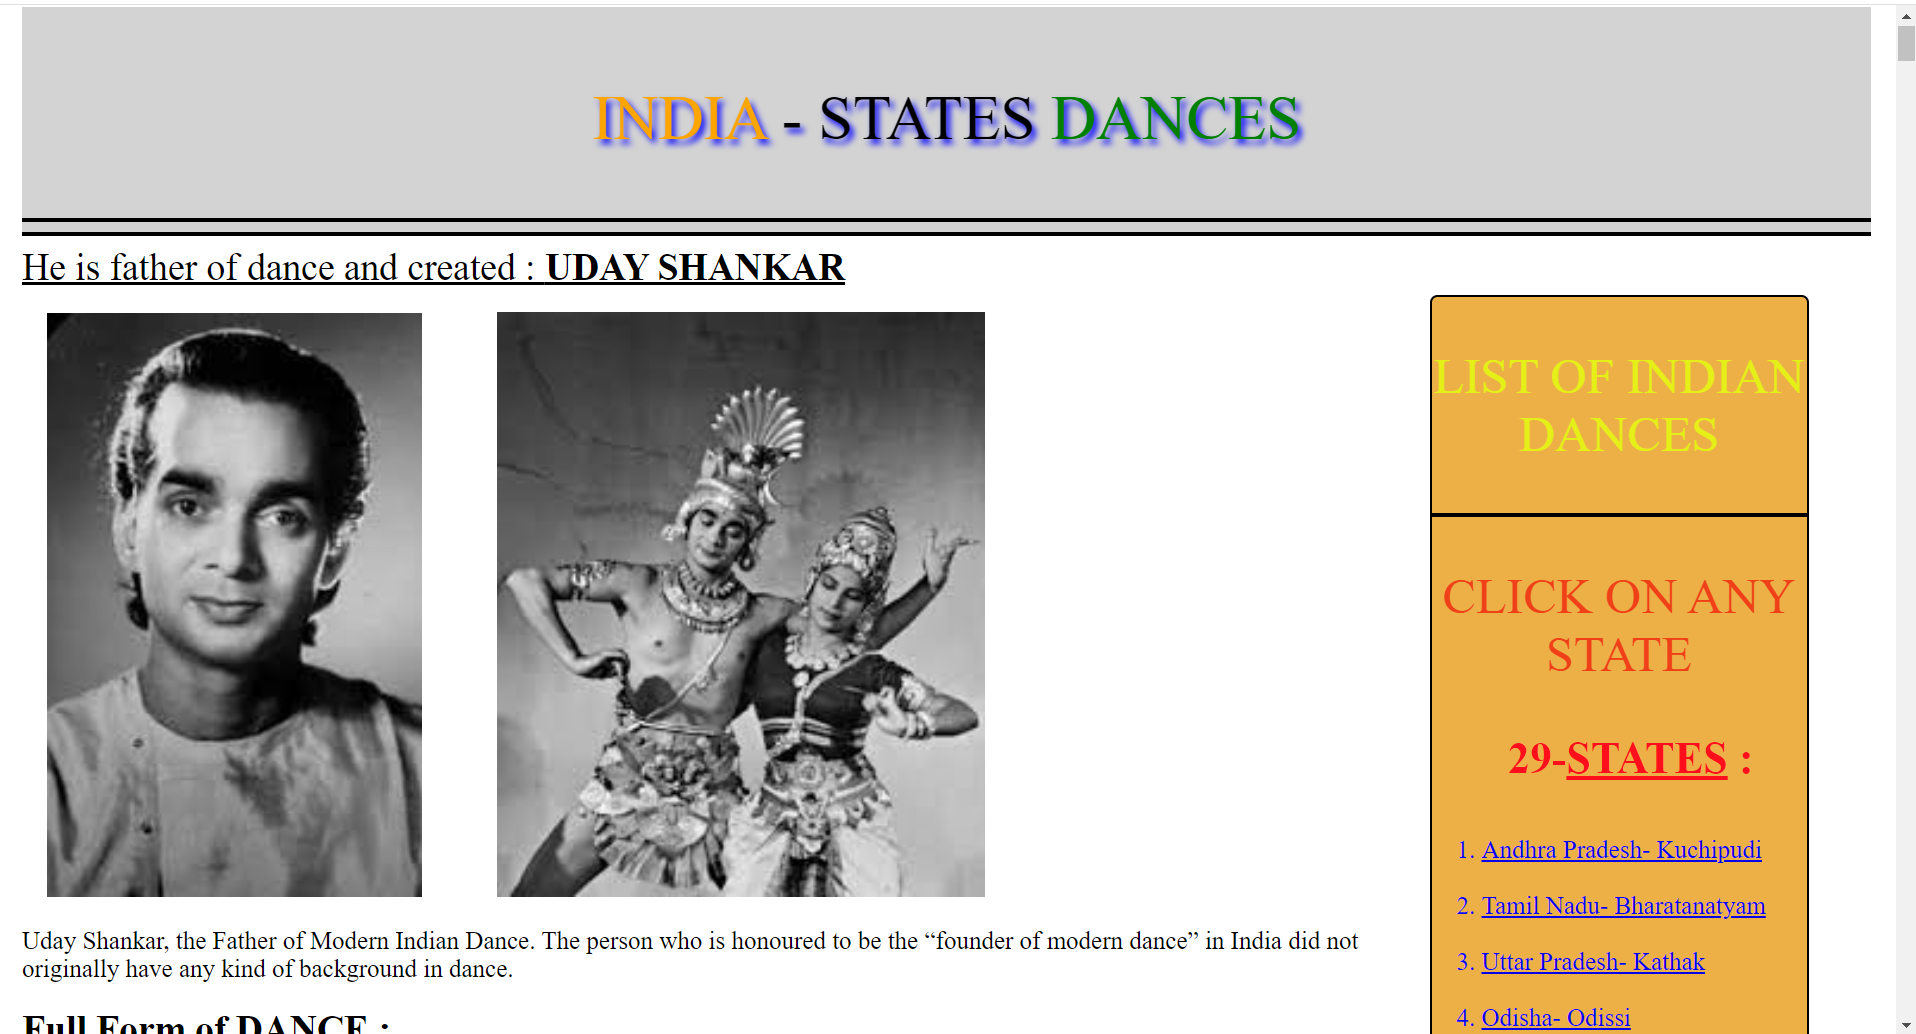 INDIA - STATES DANCES
He is father of dance and created : UDAY SHANKAR
Uday Shankar, the Father of Modern Indian Dance. The person who is honoured to be the “founder of modern dance” in India did not
originally have any kind of background in dance.
Full Form of DANCE :
LIST OF INDIAN
DANCES
CLICK ON ANY
STATE
29-STATES :
1. Andhra Pradesh- Kuchipudi
2. Tamil Nadu- Bharatanatyam
3. Uttar Pradesh- Kathak
4. Odisha- Odissi